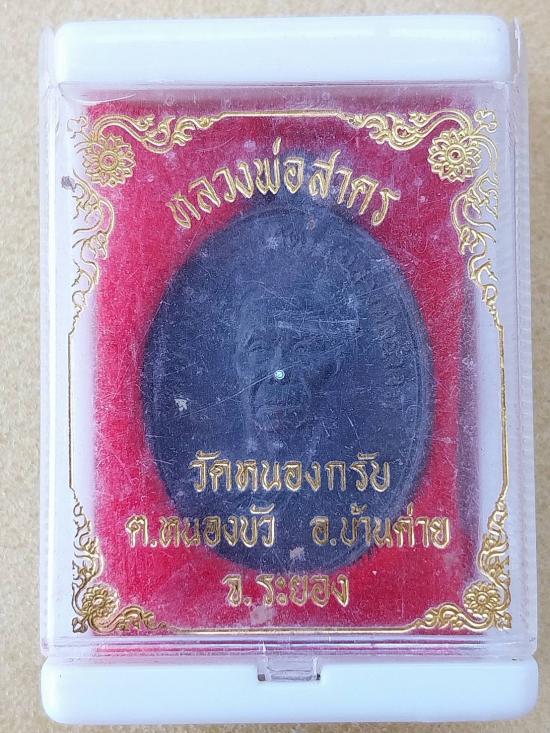 หลวงพ่อสาคร
วัดหนองกรับ
ต.หนองบัว อ.บ้านค่าย
จ.ระยอง